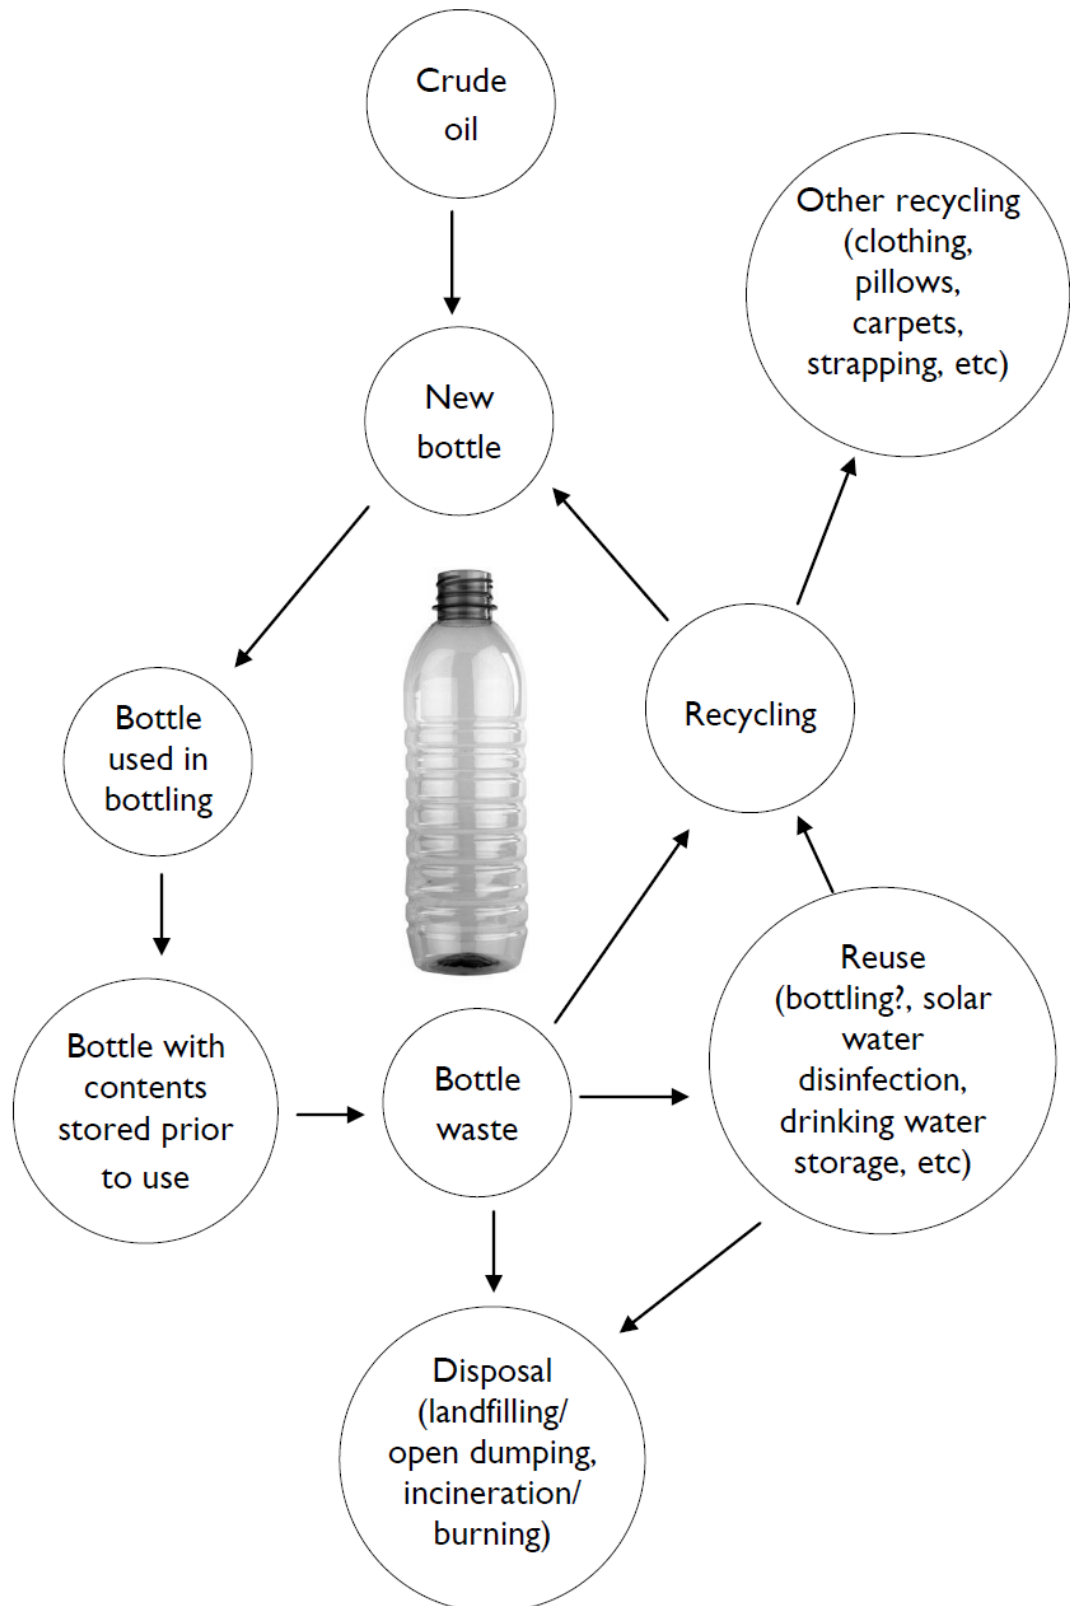 Crude
oil
Other recycling
(clothing,
pillows,
carpets,
strapping, etc)
New
bottle
Bottle
used in
bottling
Recycling
Bottle with
contents
stored prior
to use
Bottle
waste
Reuse
(bottling?, solar
water
disinfection,
drinking water
storage, etc)
Disposal
(landfilling/
open dumping,
incineration/
burning)